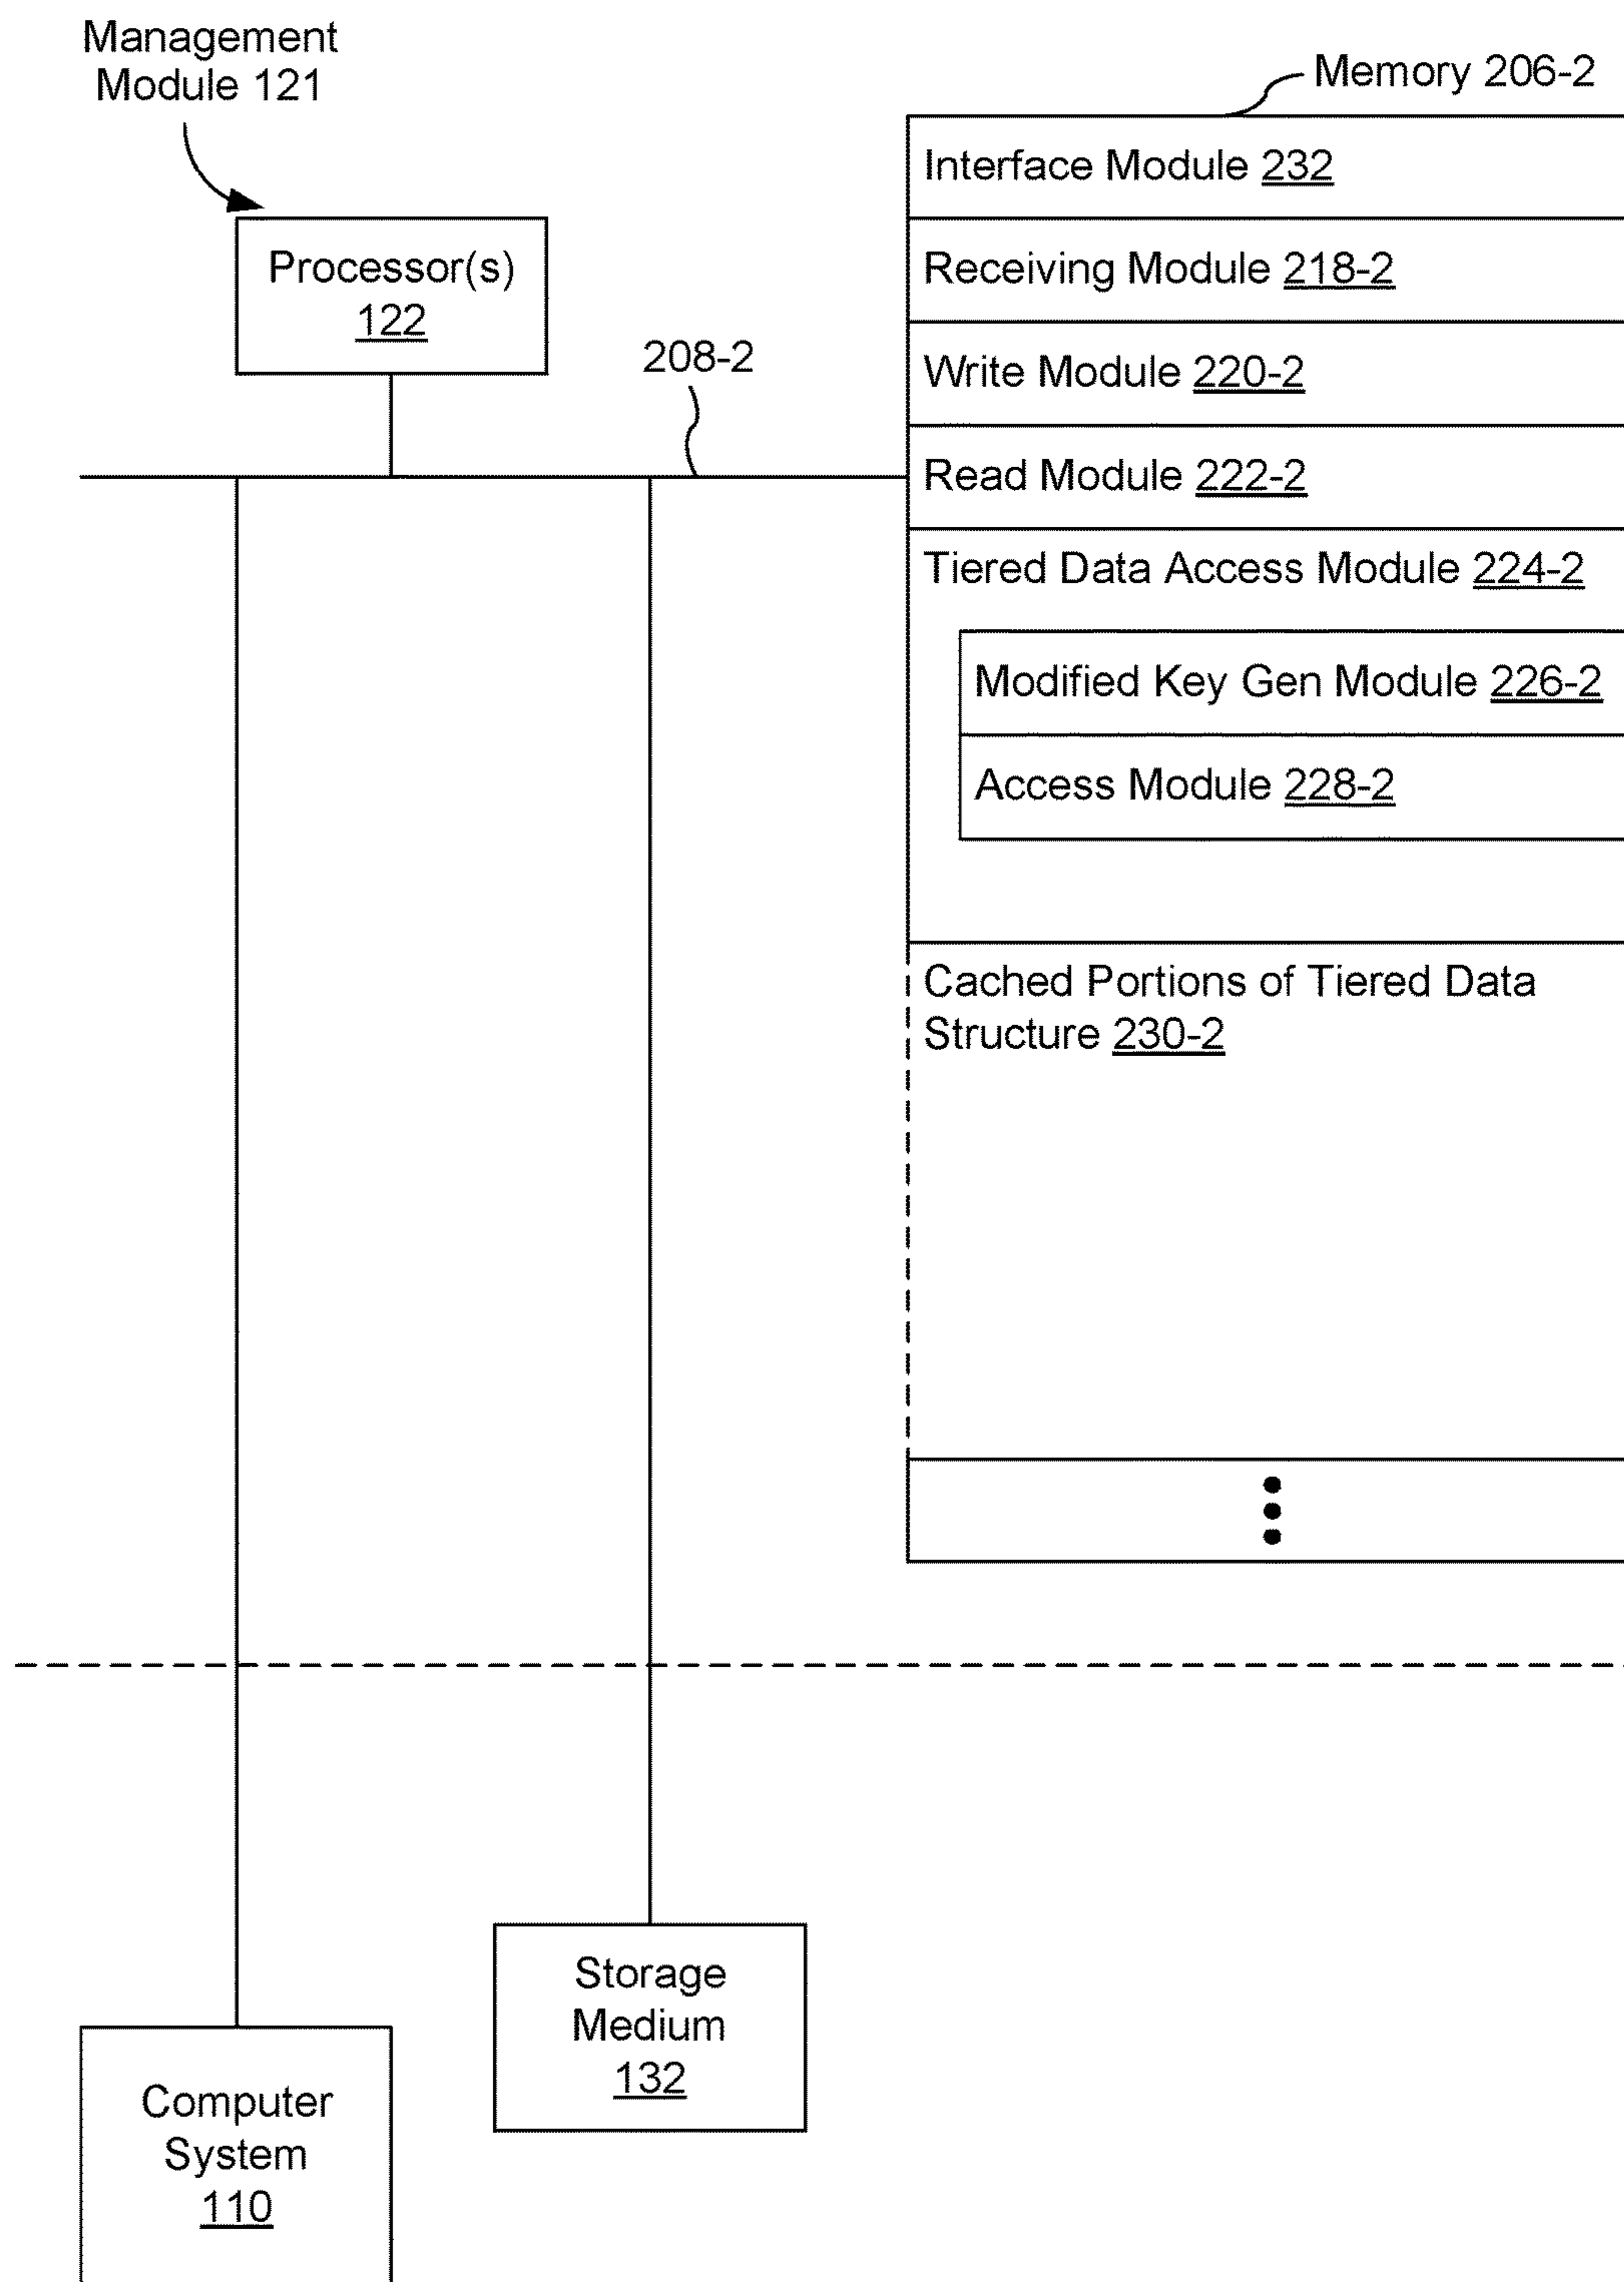 Management
Module 121
Memory 206-2
Interface Module 232
Processor(s)
122
Receiving Module 218-2
208-2
Write Module 220-2
Read Module 222-2
Tiered Data Access Module 224-2
Modified Key Gen Module 226-2
Access Module 228-2
Cached Portions of Tiered Data
Structure 230-2
Storage
Medium
132
Computer
System
110